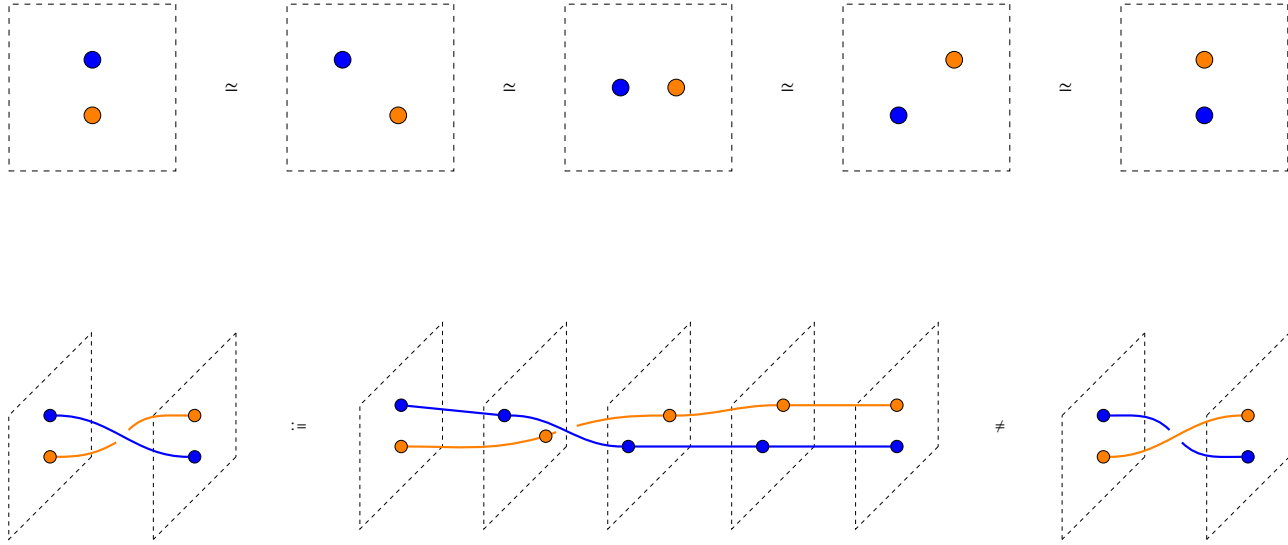 ≃ ≃ ≃ ≃
:= ≠